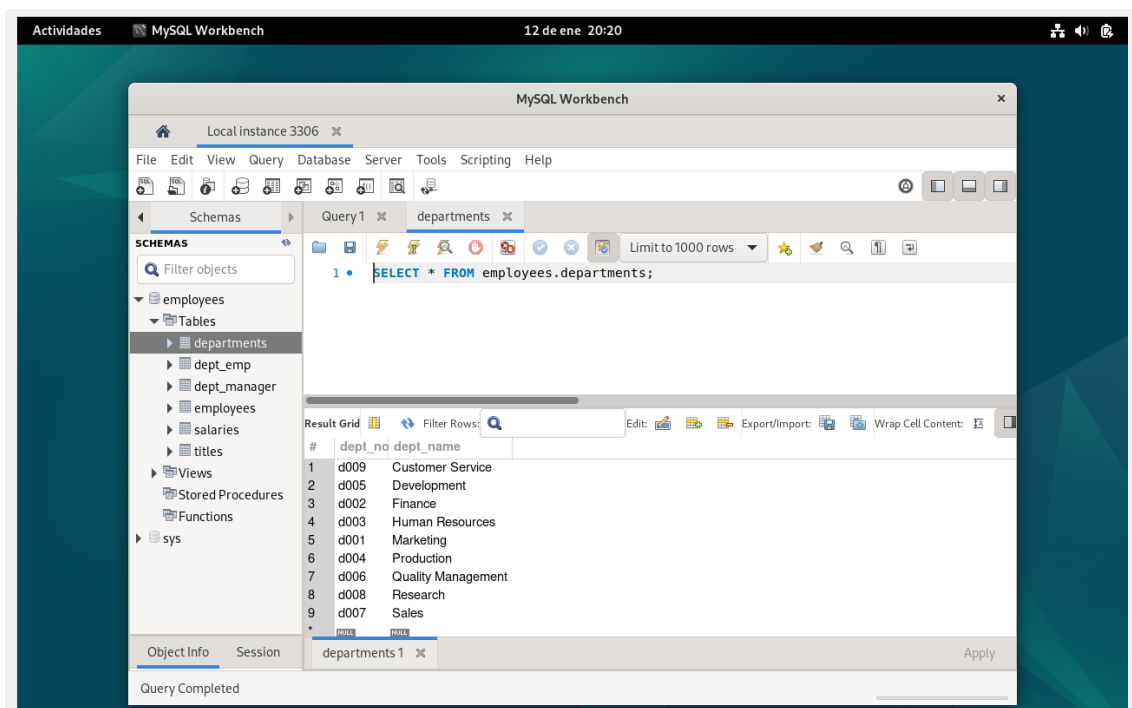 Actividades MySQL Workbench 12 de ene 20:20
MySQL Workbench ×
Local instance 3306
File Edit View Query Database Server Tools Scripting Help
Schemas Query 1 departments
SCHEMAS
Limit to 1000 rows
Filter objects
1 SELECT * FROM employees.departments;
employees
Tables
departments
dept_emp
dept_manager
employees
salaries
titles
Views
Stored Procedures
Functions
sys
Result Grid Filter Rows: Edit: Export/Import: Wrap Cell Content:
# dept_no dept_name
1 d009 Customer Service
2 d005 Development
3 d002 Finance
4 d003 Human Resources
5 d001 Marketing
6 d004 Production
7 d006 Quality Management
8 d008 Research
9 d007 Sales
* NULL NULL
Object Info Session departments 1 Apply
Query Completed